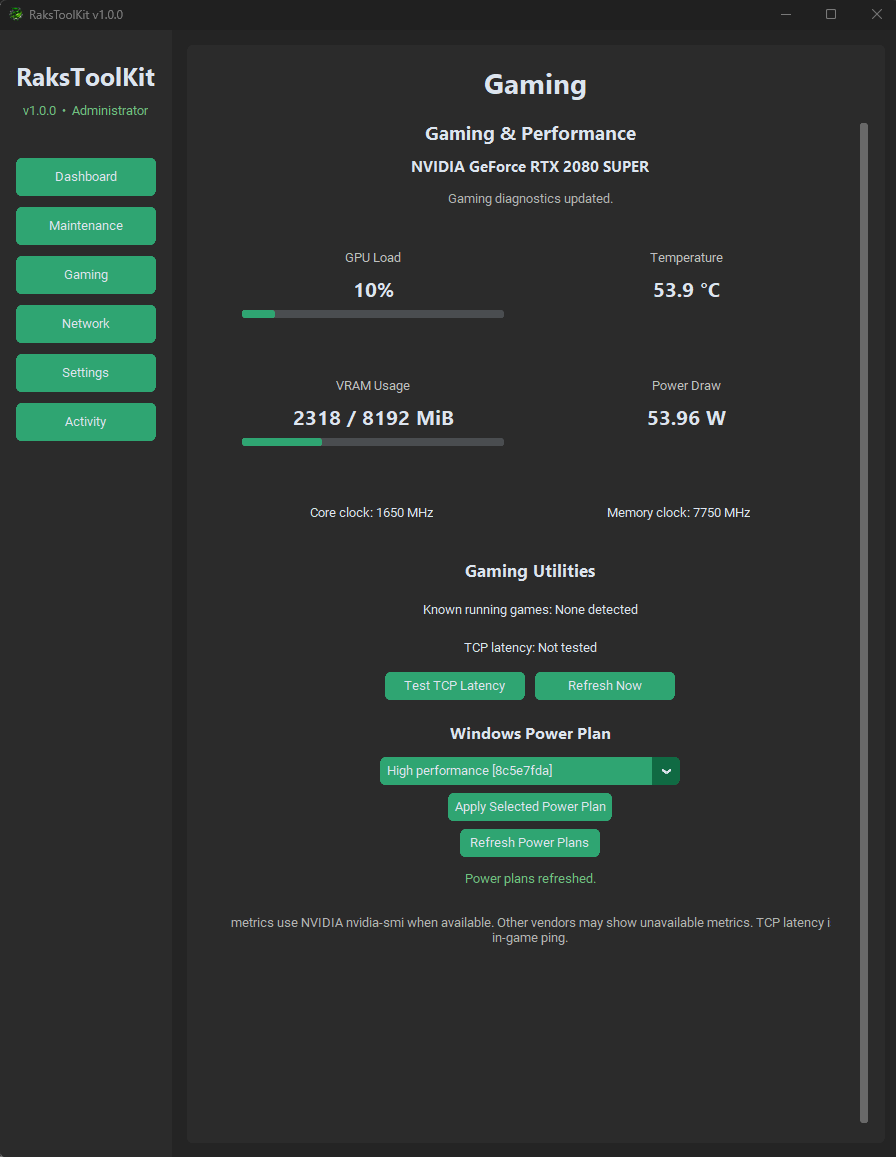 RaksToolKit v1.0.0
RaksToolKit
v1.0.0 • Administrator
Dashboard
Maintenance
Gaming
Network
Settings
Activity
Gaming
Gaming & Performance
NVIDIA GeForce RTX 2080 SUPER
Gaming diagnostics updated.
GPU Load
10%
Temperature
53.9 °C
VRAM Usage
2318 / 8192 MiB
Power Draw
53.96 W
Core clock: 1650 MHz
Memory clock: 7750 MHz
Gaming Utilities
Known running games: None detected
TCP latency: Not tested
Test TCP Latency
Refresh Now
Windows Power Plan
High performance [8c5e7fda]
Apply Selected Power Plan
Refresh Power Plans
Power plans refreshed.
metrics use NVIDIA nvidia-smi when available. Other vendors may show unavailable metrics. TCP latency i
in-game ping.